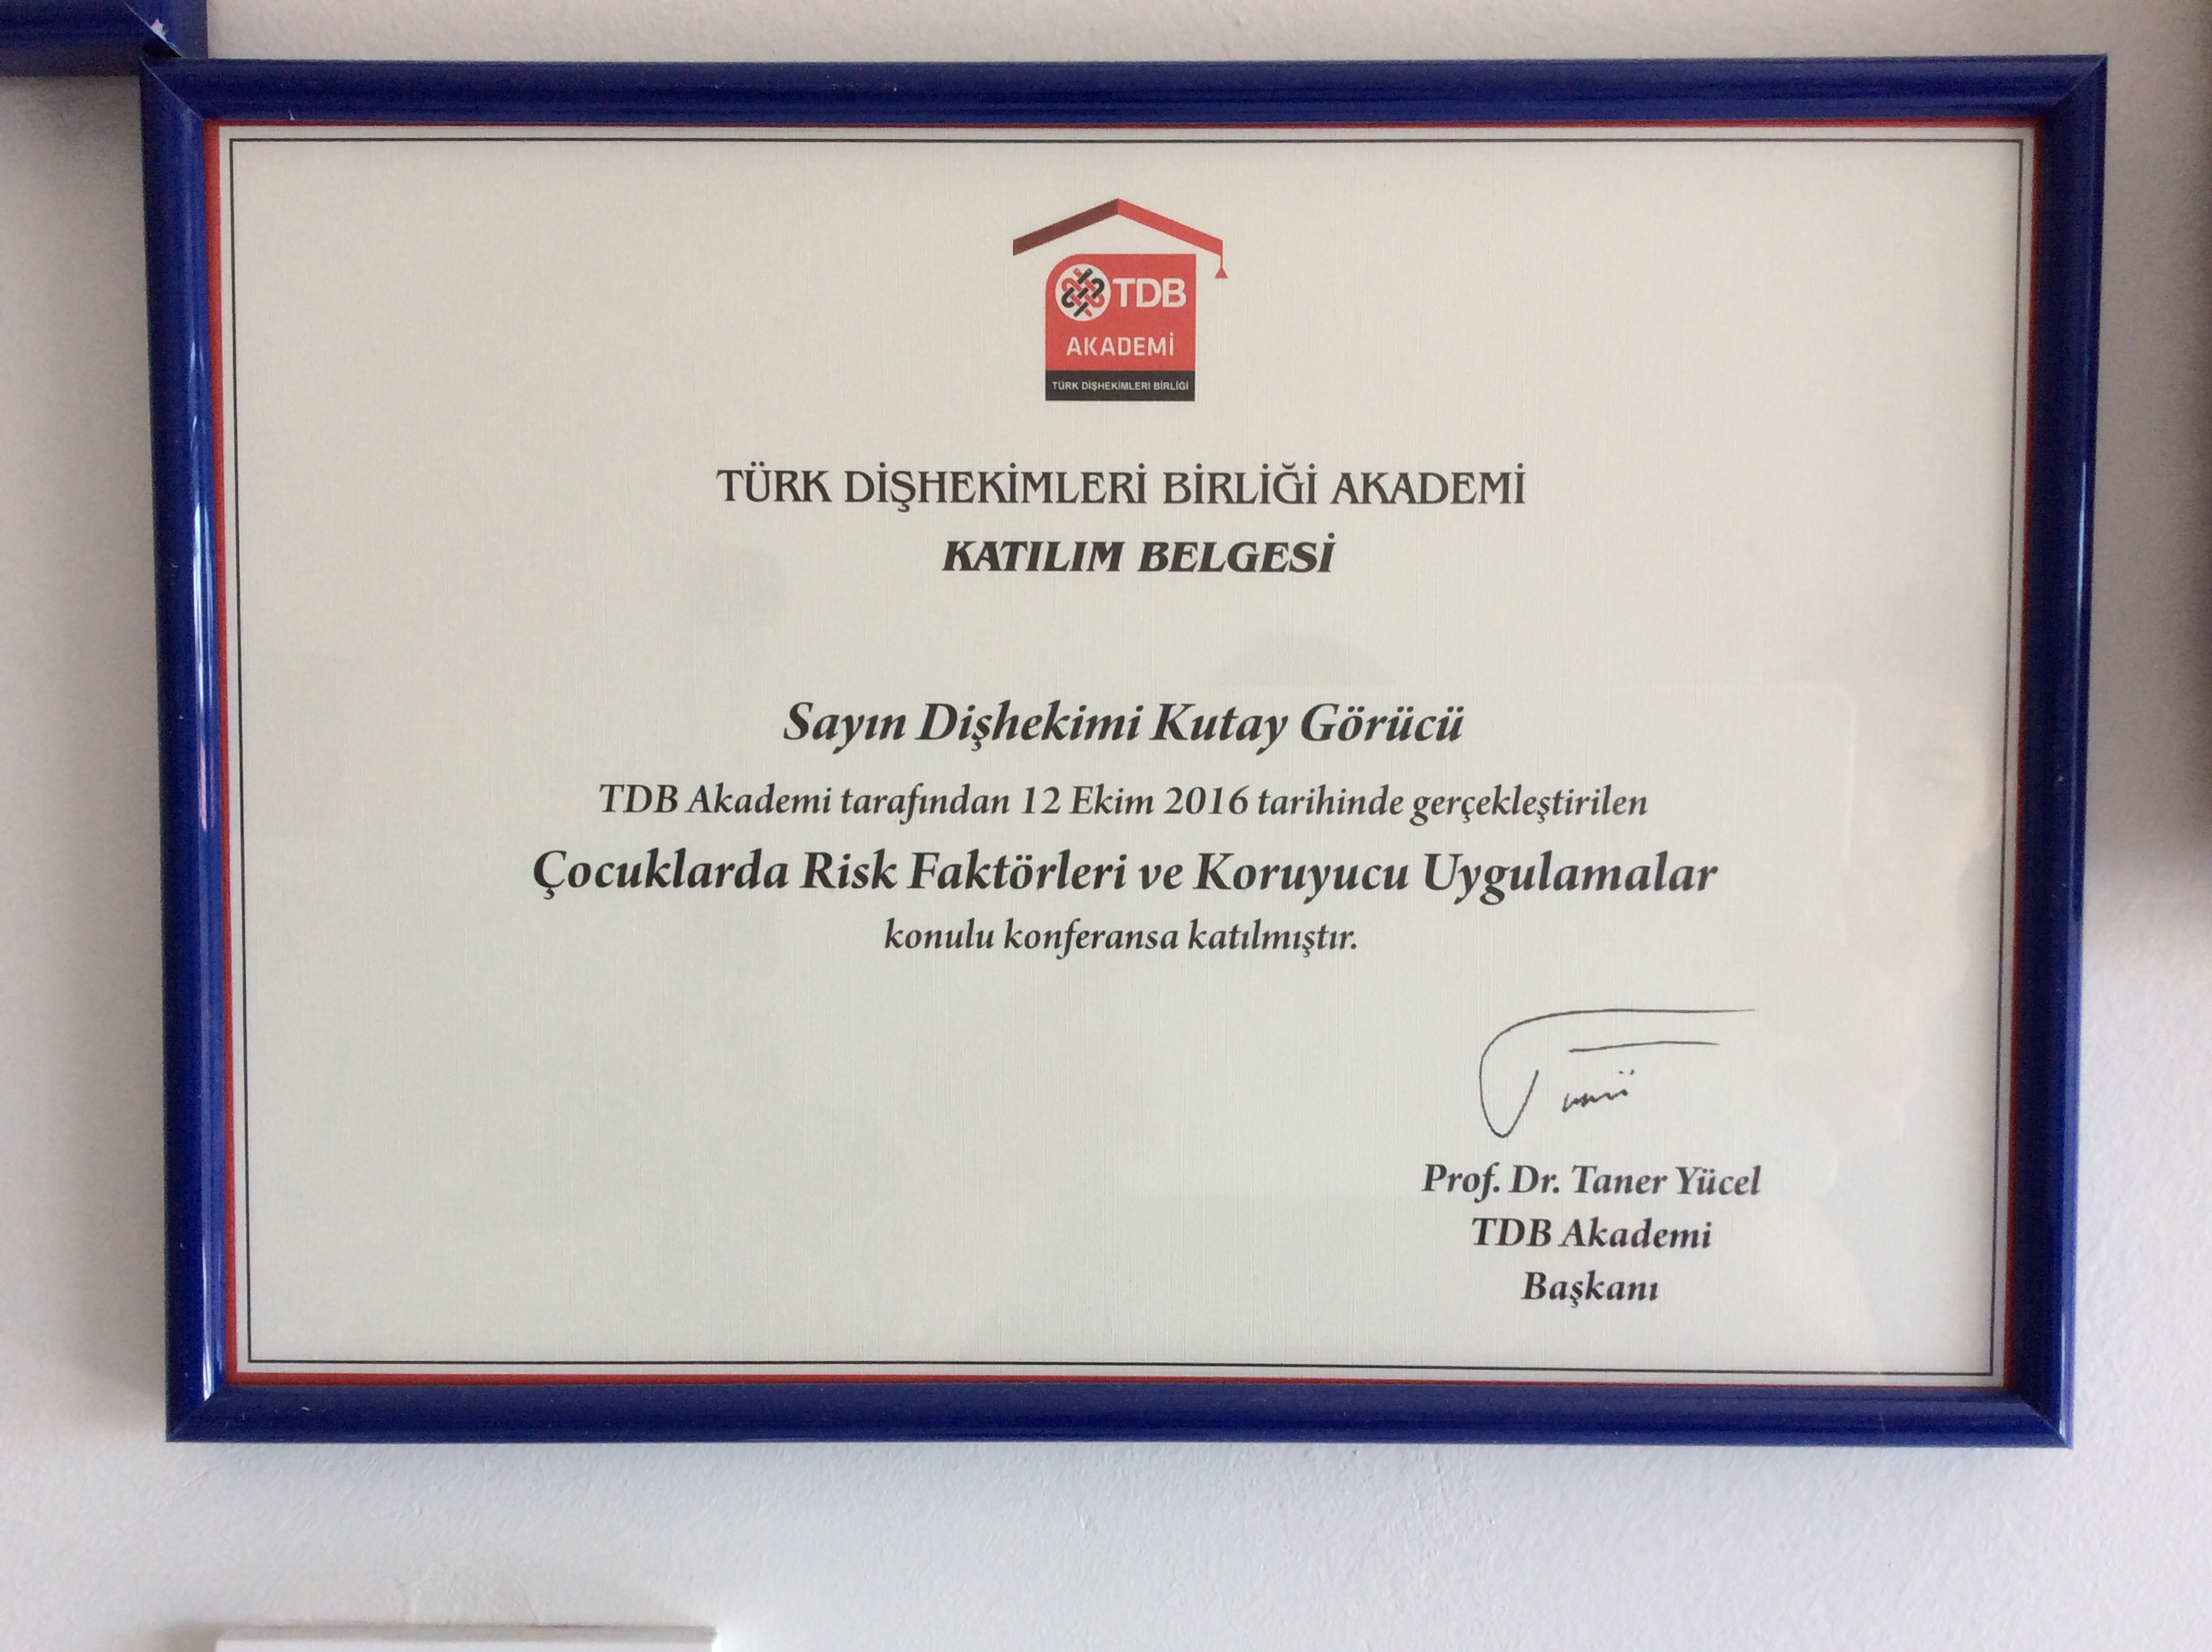 TDB
AKADEMİ
TÜRK DİŞHEKİMLERİ BİRLİĞİ
TÜRK DİŞHEKİMLERİ BİRLİĞİ AKADEMİ
KATILIM BELGESİ
Sayın Dişhekimi Kutay Görücü
TDB Akademi tarafından 12 Ekim 2016 tarihinde gerçekleştirilen
Çocuklarda Risk Faktörleri ve Koruyucu Uygulamalar
konulu konferansa katılmıştır.
Prof. Dr. Taner Yücel
TDB Akademi
Başkanı